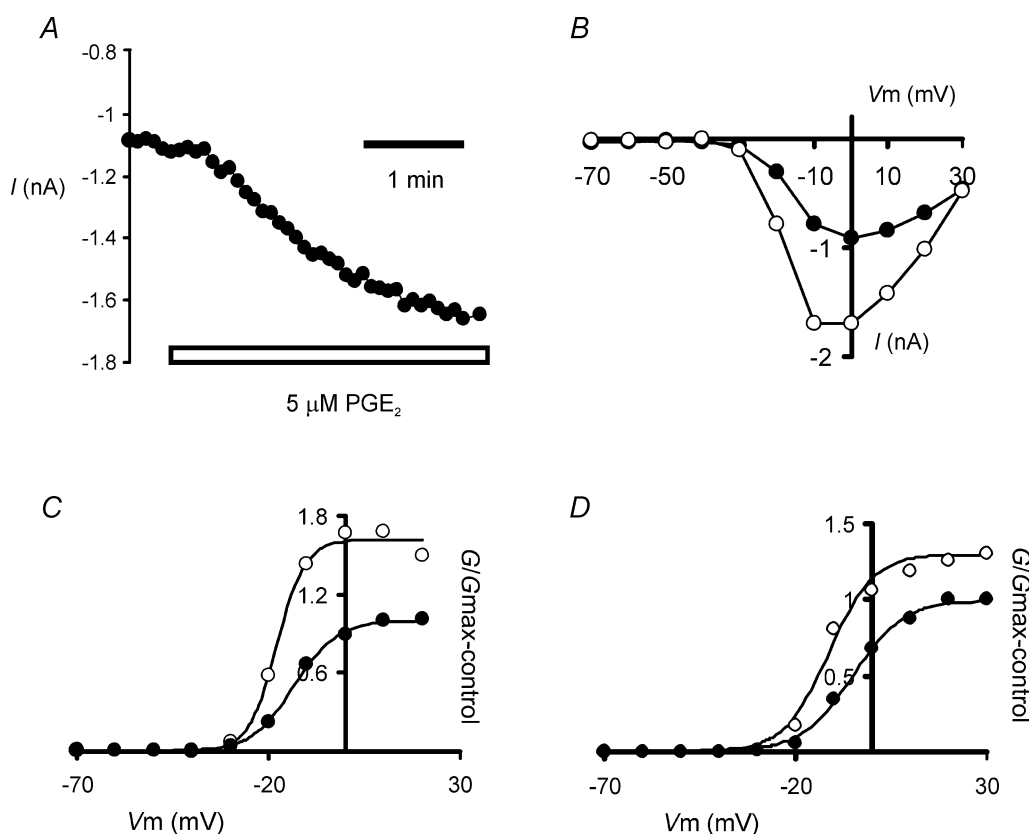 A
-0.8
-1
-1.2
-1.4
-1.6
-1.8
I (nA)
1 min
5 μM PGE₂
B
Vm (mV)
-70
-50
-10
10
30
-1
-2
I (nA)
C
1.8
1.2
0.6
-70
-20
30
Vm (mV)
G/Gmax-control
D
1.5
1
0.5
-70
-20
30
Vm (mV)
G/Gmax-control